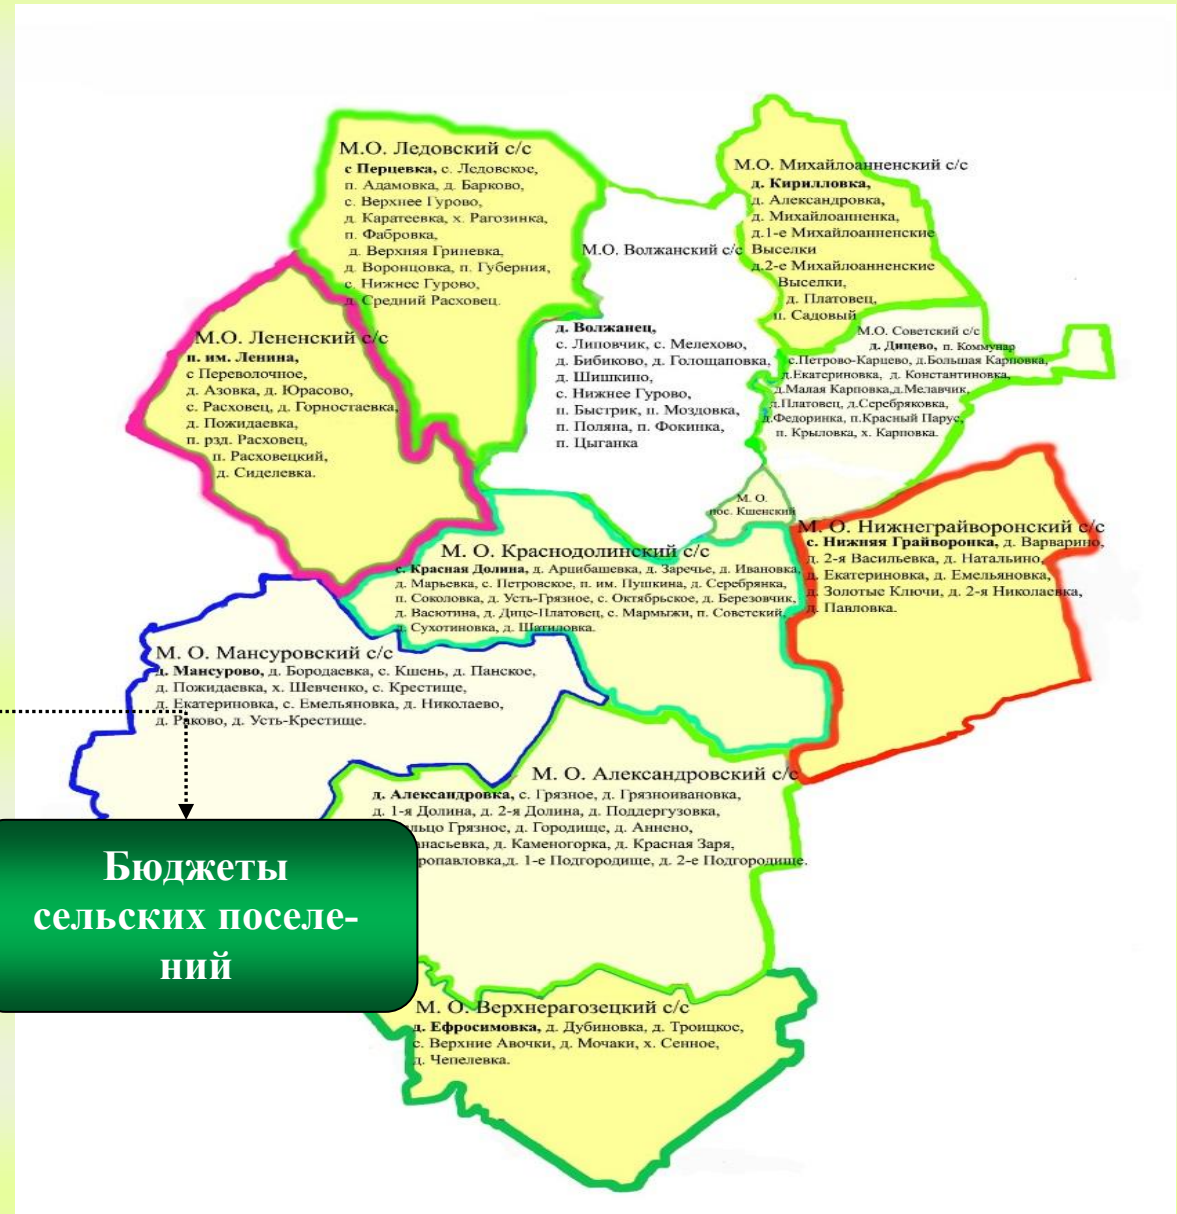 М.О. Ледовский с/с
с Перцевка, с. Ледовское,
п. Адамовка, д. Барково,
с. Верхнее Гурово,
д. Каратеевка, х. Рагозинка,
п. Фабровка,
д. Верхняя Гриневка,
д. Воронцовка, п. Губерния,
с. Нижнее Гурово,
д. Средний Расховец.
М.О. Михайлоанненский с/с
д. Кирилловка,
д. Александровка,
д. Михайлоанненка,
д.1-е Михайлоанненские
Выселки
д.2-е Михайлоанненские
Выселки,
д. Платовец,
п. Садовый
М.О. Волжанский с/с
д. Волжанец,
с. Липовчик, с. Мелехово,
д. Бибиково, д. Голощаповка,
д. Шишкино,
с. Нижнее Гурово,
п. Быстрик, п. Моздовка,
п. Поляна, п. Фокинка,
п. Цыганка
М.О. Лененский с/с
п. им. Ленина,
с Переволочное,
д. Азовка, д. Юрасово,
с. Расховец, д. Горностаевка,
д. Пожидаевка,
п. рзд. Расховец,
п. Расховецкий,
д. Сиделевка.
М.О. Советский с/с
д. Дицево, п. Коммунар
с.Петрово-Карцево, д.Большая Карповка,
д.Екатериновка, д. Константиновка,
д.Малая Карповка,д.Мелавчик,
д.Платовец, д.Серебряковка,
д.Федоринка, п.Красный Парус,
п. Крыловка, х. Карповка.
М. О.
пос. Кшенский
М. О. Нижнеграйворонский с/с
с. Нижняя Грайворонка, д. Варварино,
д. 2-я Васильевка, д. Натальино,
д. Екатериновка, д. Емельяновка,
д. Золотые Ключи, д. 2-я Николаевка,
д. Павловка.
М. О. Краснодолинский с/с
с. Красная Долина, д. Арцибашевка, д. Заречье, д. Ивановка,
д. Марьевка, с. Петровское, п. им. Пушкина, д. Серебрянка,
п. Соколовка, д. Усть-Грязное, с. Октябрьское, д. Березовчик,
д. Васютина, д. Дице-Платовец, с. Мармыжи, п. Советский,
д. Сухотиновка, д. Шатиловка.
М. О. Мансуровский с/с
д. Мансурово, д. Бородаевка, с. Кшень, д. Панское,
д. Пожидаевка, х. Шевченко, с. Крестище,
д. Екатериновка, с. Емельяновка, д. Николаево,
д. Раково, д. Усть-Крестище.
М. О. Александровский с/с
д. Александровка, с. Грязное, д. Грязноивановка,
д. 1-я Долина, д. 2-я Долина, д. Поддергузовка,
льцо Грязное, д. Городище, д. Аннено,
анасьевка, д. Каменогорка, д. Красная Заря,
ропавловка,д. 1-е Подгородище, д. 2-е Подгородище.
Бюджеты
сельских поселе-
ний
М. О. Верхнерагозецкий с/с
д. Ефросимовка, д. Дубиновка, д. Троицкое,
с. Верхние Авочки, д. Мочаки, х. Сенное,
д. Чепелевка.